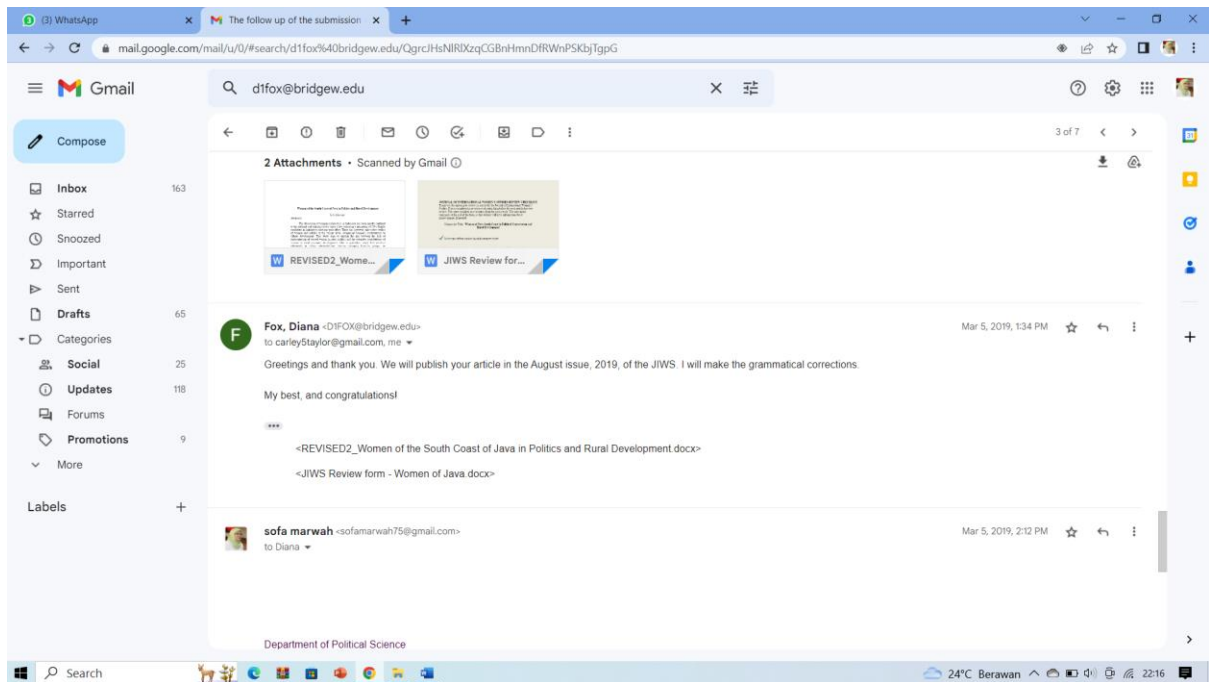 (3) WhatsApp
The follow up of the submission
mail.google.com/mail/u/0/#search/d1fox%40bridgew.edu/QgrcJHsNlRlXzqCGBnHmnDfRWnPSKbjTgpG
Gmail
d1fox@bridgew.edu
Compose
3 of 7
2 Attachments • Scanned by Gmail
Inbox 163
Starred
Snoozed
Important
Sent
Drafts 65
Categories
Social 25
Updates 118
Forums
Promotions 9
More
Labels
W REVISED2_Wome...
W JIWS Review for...
F
Fox, Diana <D1FOX@bridgew.edu>
Mar 5, 2019, 1:34 PM
to carley5taylor@gmail.com, me
Greetings and thank you. We will publish your article in the August issue, 2019, of the JIWS. I will make the grammatical corrections.
My best, and congratulations!
<REVISED2_Women of the South Coast of Java in Politics and Rural Development.docx>
<JIWS Review form - Women of Java.docx>
sofa marwah <sofamarwah75@gmail.com>
Mar 5, 2019, 2:12 PM
to Diana
Department of Political Science
Search
24°C Berawan
22:16